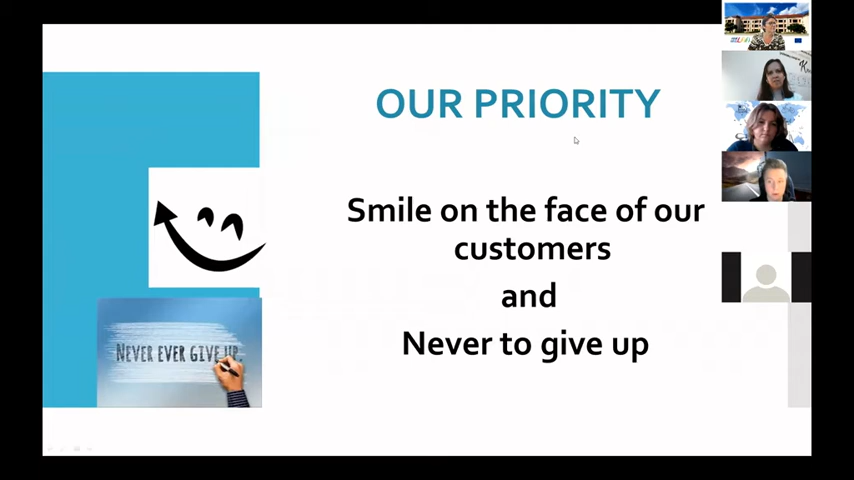 OUR PRIORITY
Smile on the face of our
customers
and
Never to give up
NEVER EVER GIVE UP.